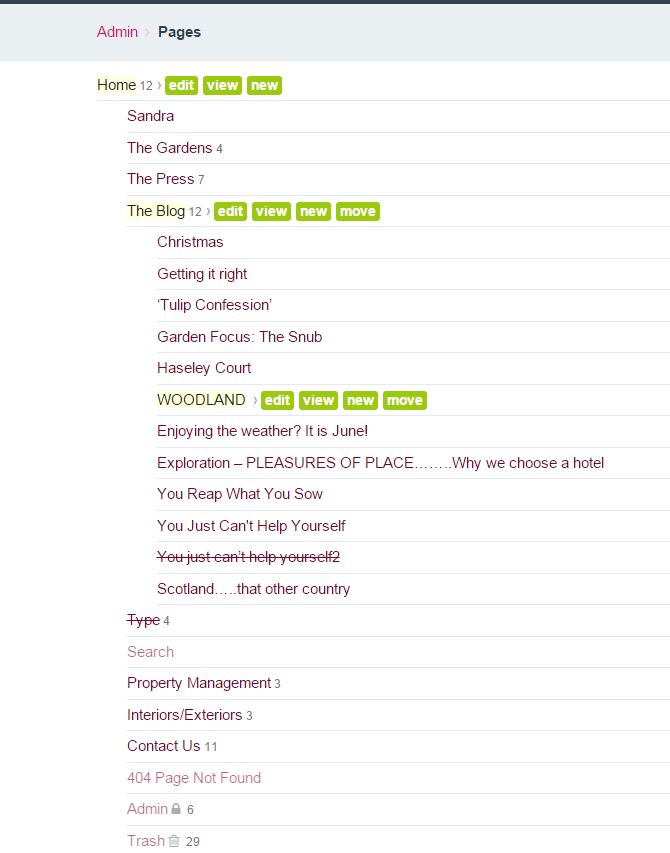 Admin › Pages
Home 12 › edit view new
Sandra
The Gardens 4
The Press 7
The Blog 12 › edit view new move
Christmas
Getting it right
‘Tulip Confession’
Garden Focus: The Snub
Haseley Court
WOODLAND › edit view new move
Enjoying the weather? It is June!
Exploration – PLEASURES OF PLACE……..Why we choose a hotel
You Reap What You Sow
You Just Can't Help Yourself
You just can’t help yourself2
Scotland…..that other country
Type 4
Search
Property Management 3
Interiors/Exteriors 3
Contact Us 11
404 Page Not Found
Admin 6
Trash 29